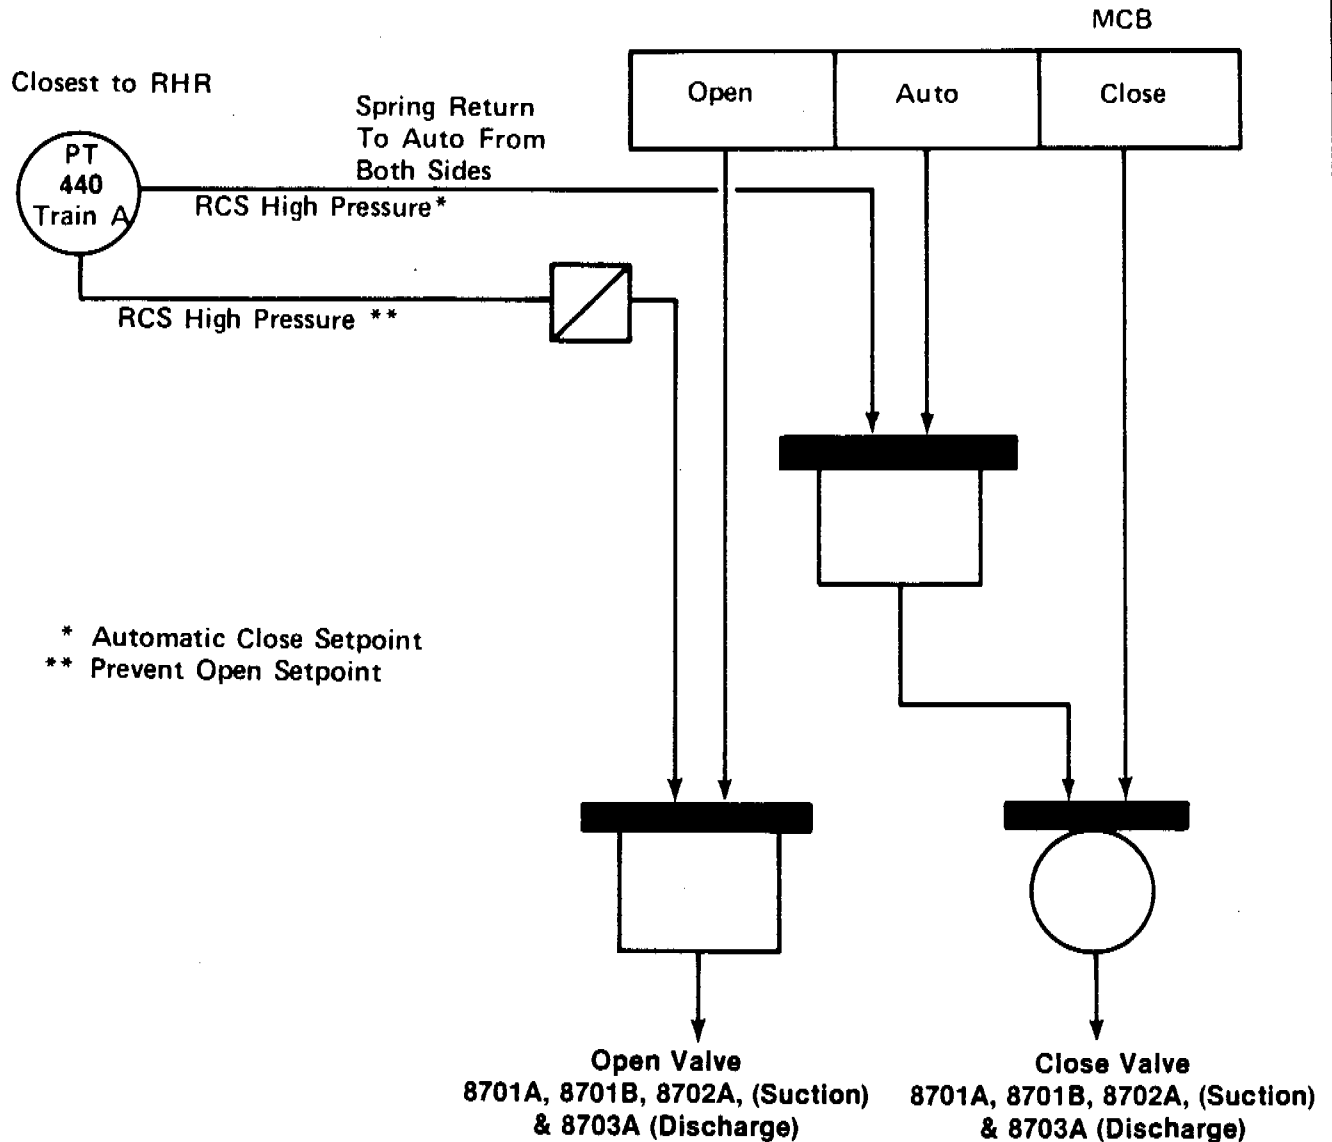 MCB
Open
Auto
Close
Closest to RHR
Spring Return
To Auto From
Both Sides
PT
440
Train A
RCS High Pressure*
RCS High Pressure **
* Automatic Close Setpoint
** Prevent Open Setpoint
Open Valve
8701A, 8701B, 8702A, (Suction)
& 8703A (Discharge)
Close Valve
8701A, 8701B, 8702A, (Suction)
& 8703A (Discharge)